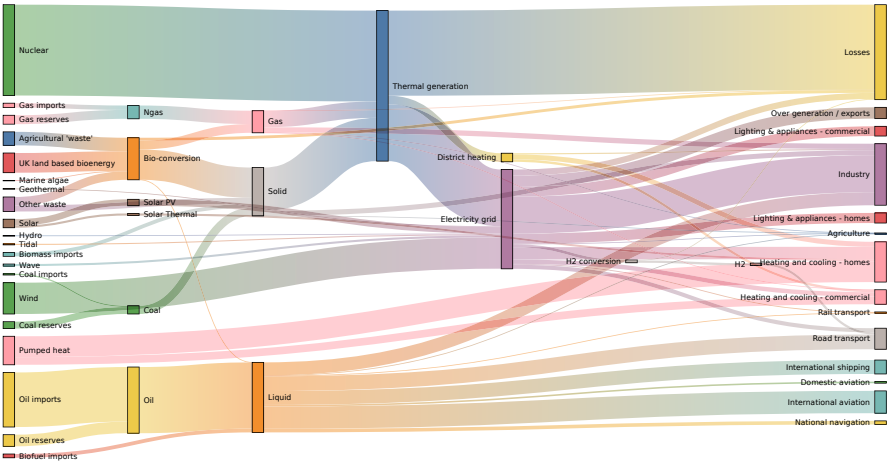 Nuclear
Gas imports
Gas reserves
Agricultural 'waste'
UK land based bioenergy
Marine algae
Geothermal
Other waste
Solar
Hydro
Tidal
Biomass imports
Wave
Coal imports
Wind
Coal reserves
Pumped heat
Oil imports
Oil reserves
Biofuel imports
Ngas
Bio-conversion
Solar PV
Solar Thermal
Coal
Oil
Gas
Solid
Liquid
Thermal generation
District heating
Electricity grid
H2 conversion
H2
Losses
Over generation / exports
Lighting & appliances - commercial
Industry
Lighting & appliances - homes
Agriculture
Heating and cooling - homes
Heating and cooling - commercial
Rail transport
Road transport
International shipping
Domestic aviation
International aviation
National navigation